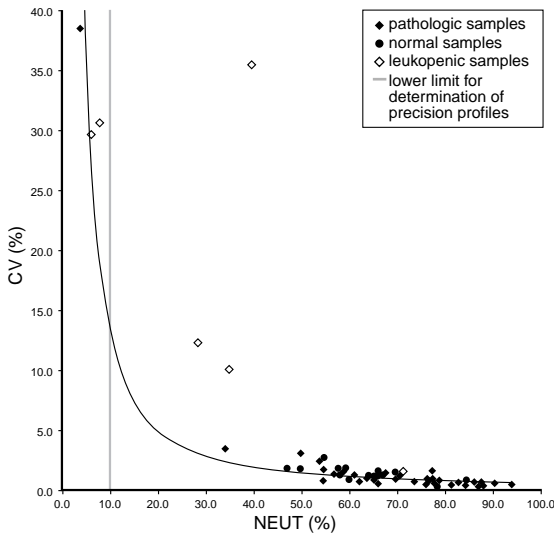 40.0
35.0
30.0
25.0
20.0
15.0
10.0
5.0
0.0
CV (%)
0.0 10.0 20.0 30.0 40.0 50.0 60.0 70.0 80.0 90.0 100.0
NEUT (%)
pathologic samples
normal samples
leukopenic samples
lower limit for
determination of
precision profiles